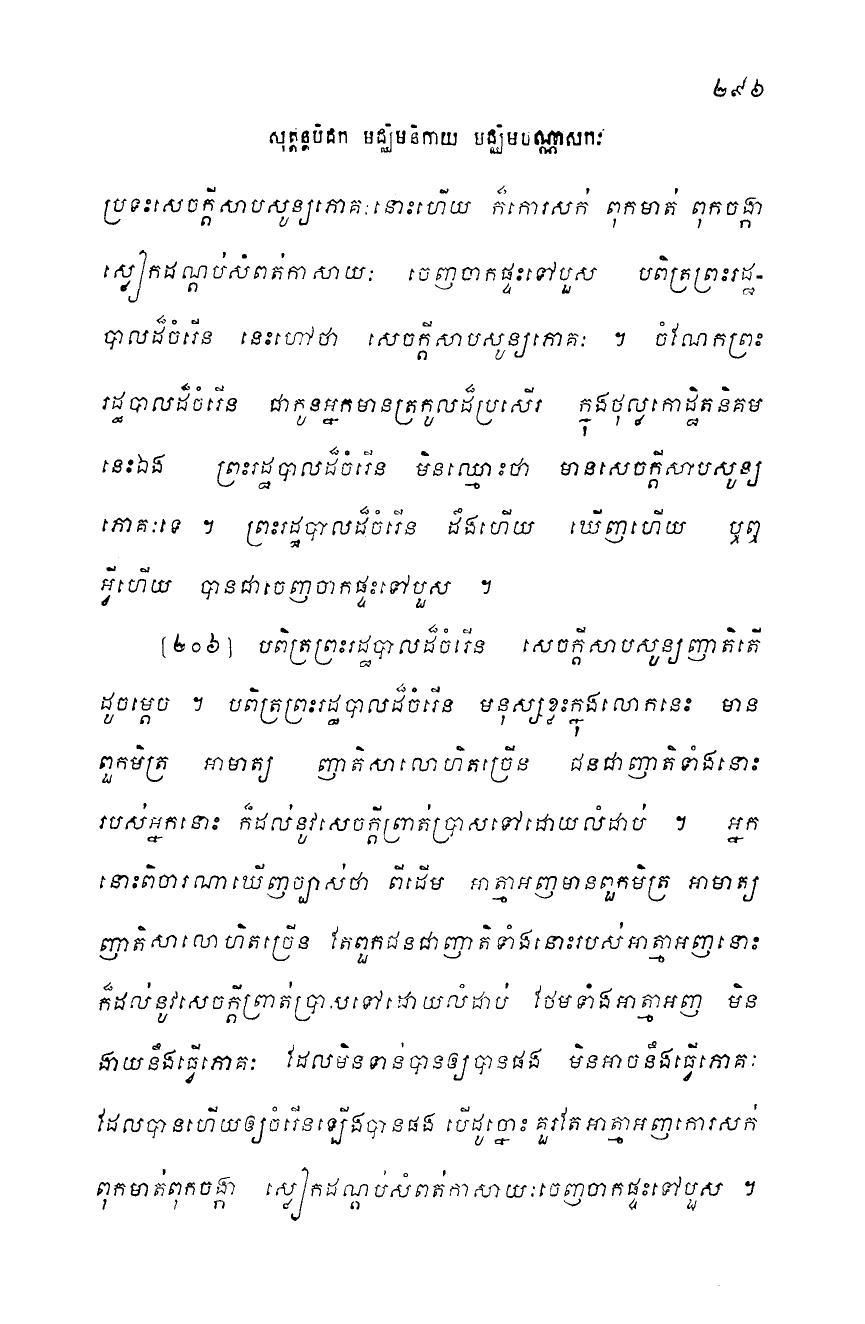 ២៩៦
សុត្តន្តបិដក មជ្ឈិមនិកាយ មជ្ឈិមបណ្ណាសកៈ
ប្រទះសេចក្តីសាបសូន្យភោគៈនោះហើយ ក៏កោរសក់ ពុកមាត់ ពុកចង្កា
ស្លៀកដណ្តប់សំពត់កាសាយៈ ចេញចាកផ្ទះទៅបួស បពិត្រព្រះរដ្ឋ-
បាលដ៏ចំរើន នេះហៅថា សេចក្តីសាបសូន្យភោគៈ ។ ចំណែកព្រះ
រដ្ឋបាលដ៏ចំរើន ជាកូនអ្នកមានត្រកូលដ៏ប្រសើរ ក្នុងថុល្លកោដ្ឋិតនិគម
នេះឯង ព្រះរដ្ឋបាលដ៏ចំរើន មិនឈ្មោះថា មានសេចក្តីសាបសូន្យ
ភោគៈទេ ។ ព្រះរដ្ឋបាលដ៏ចំរើន ដឹងហើយ ឃើញហើយ ឬឮ
អ្វីហើយ បានជាចេញចាកផ្ទះទៅបួស ។
[២០៦] បពិត្រព្រះរដ្ឋបាលដ៏ចំរើន សេចក្តីសាបសូន្យញាតិតើ
ដូចម្តេច ។ បពិត្រព្រះរដ្ឋបាលដ៏ចំរើន មនុស្សខ្លះក្នុងលោកនេះ មាន
ពួកមិត្រ អាមាត្យ ញាតិសាលោហិតច្រើន ជនជាញាតិទាំងនោះ
របស់អ្នកនោះ ក៏ដល់នូវសេចក្តីព្រាត់ប្រាសទៅដោយលំដាប់ ។ អ្នក
នោះពិចារណាឃើញច្បាស់ថា ពីដើម អាត្មាអញមានពួកមិត្រ អាមាត្យ
ញាតិសាលោហិតច្រើន តែពួកជនជាញាតិទាំងនោះរបស់អាត្មាអញនោះ
ក៏ដល់នូវសេចក្តីព្រាត់ប្រាសទៅដោយលំដាប់ ថែមទាំងអាត្មាអញ មិន
ងាយនឹងធ្វើភោគៈ ដែលមិនទាន់បានឲ្យបានផង មិនអាចនឹងធ្វើភោគៈ
ដែលបានហើយឲ្យចំរើនឡើងបានផង បើដូច្នោះ គួរតែអាត្មាអញកោរសក់
ពុកមាត់ពុកចង្កា ស្លៀកដណ្តប់សំពត់កាសាយៈចេញចាកផ្ទះទៅបួស ។